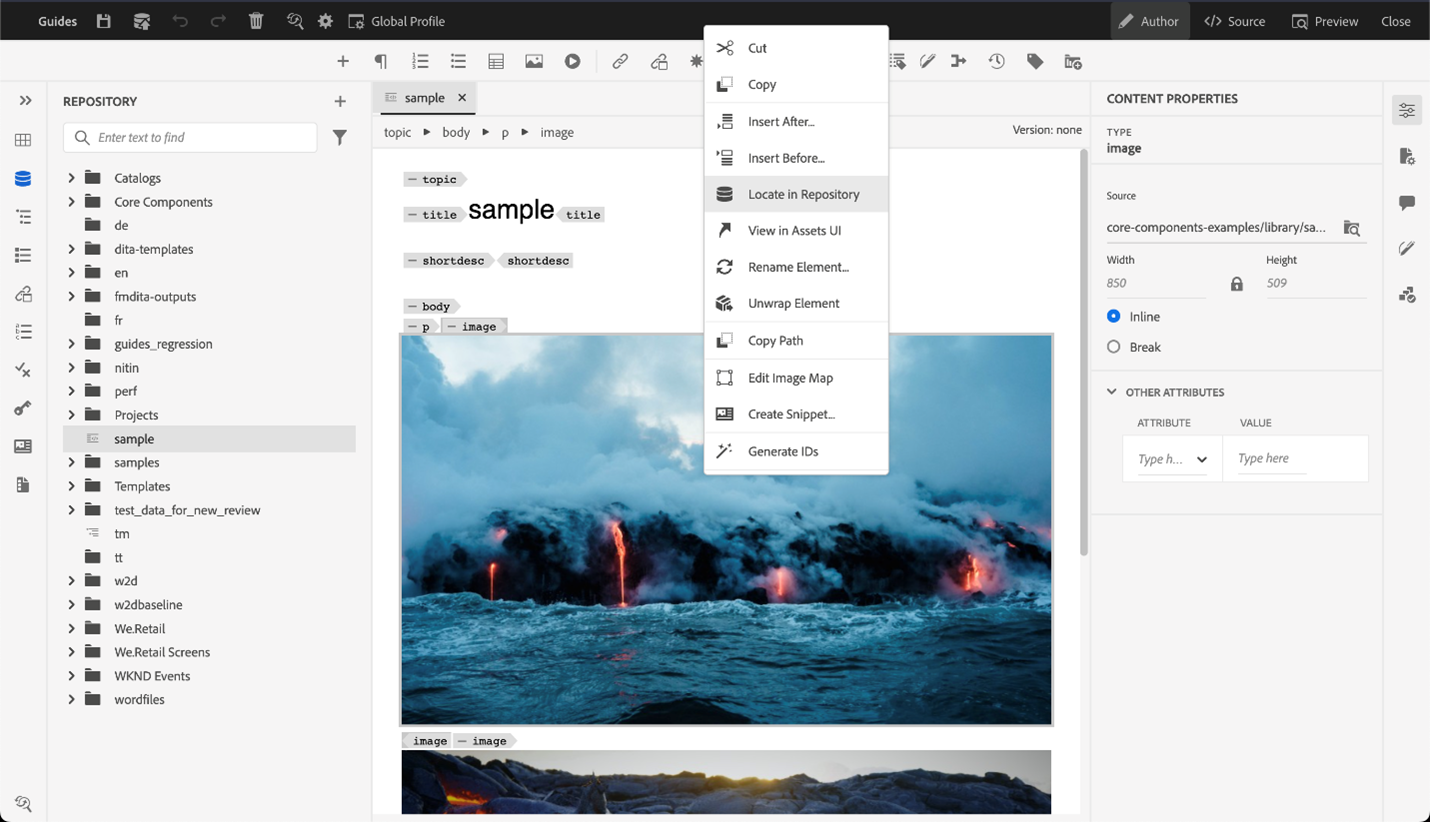 Guides
Global Profile
Author
Source
Preview
Close
REPOSITORY
Enter text to find
Catalogs
Core Components
de
dita-templates
en
fmdita-outputs
fr
guides_regression
nitin
perf
Projects
sample
samples
Templates
test_data_for_new_review
tm
tt
w2d
w2dbaseline
We.Retail
We.Retail Screens
WKND Events
wordfiles
sample
topic body p image
Version: none
topic
title sample title
shortdesc shortdesc
body
p image
image image
Cut
Copy
Insert After...
Insert Before...
Locate in Repository
View in Assets UI
Rename Element...
Unwrap Element
Copy Path
Edit Image Map
Create Snippet...
Generate IDs
CONTENT PROPERTIES
TYPE
image
Source
core-components-examples/library/sa...
Width Height
850 509
Inline
Break
OTHER ATTRIBUTES
ATTRIBUTE VALUE
Type h... Type here